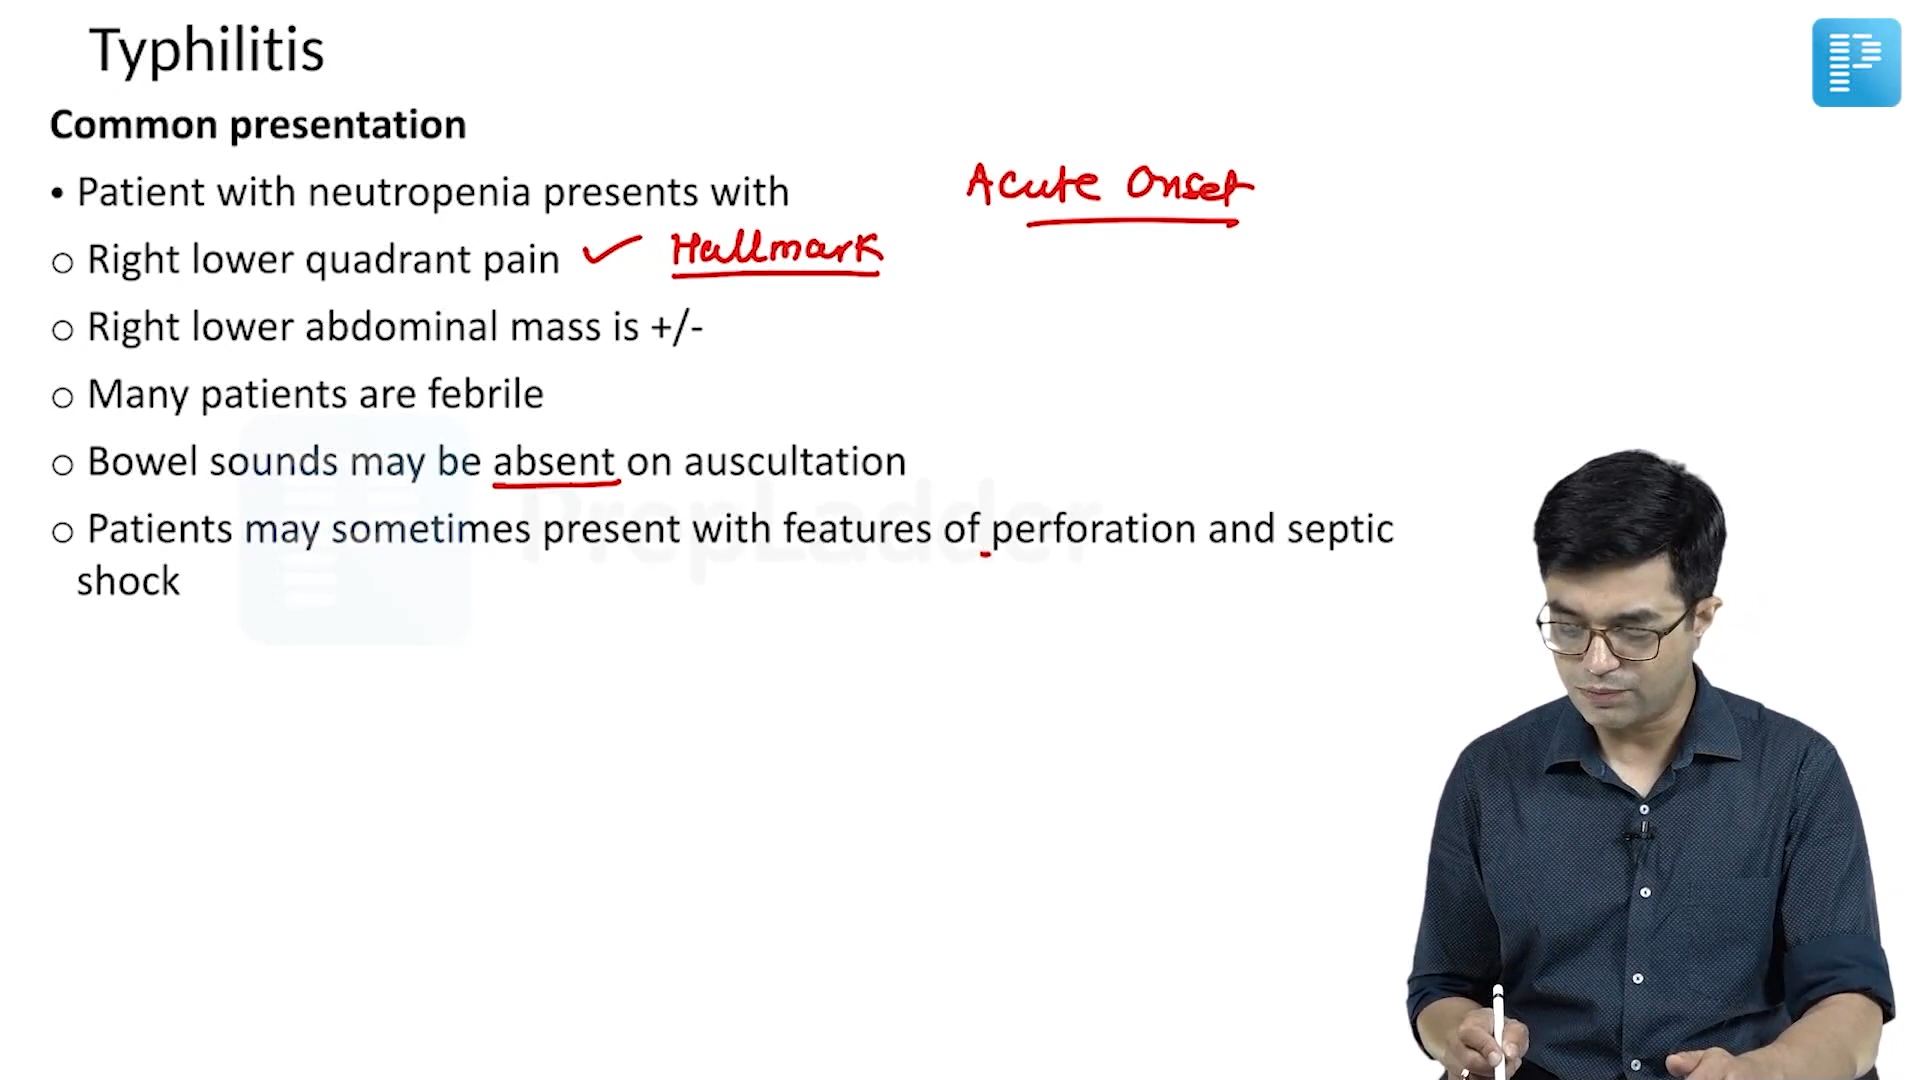 Typhilitis
Common presentation
• Patient with neutropenia presents with Acute Onset
o Right lower quadrant pain ✓ Hallmark
o Right lower abdominal mass is +/-
o Many patients are febrile
o Bowel sounds may be absent on auscultation
o Patients may sometimes present with features of perforation and septic
shock
PrepLadder